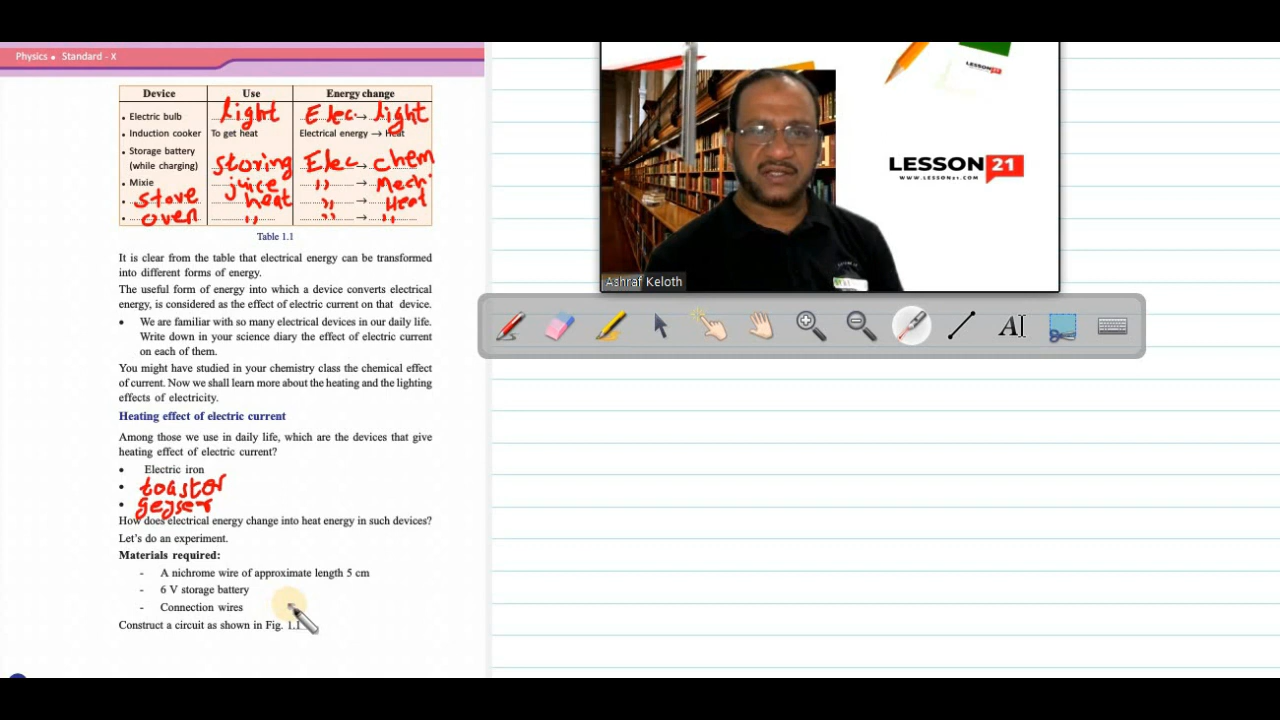 Physics • Standard - X
Device Use Energy change
• Electric bulb light Elec. → light
• Induction cooker To get heat Electrical energy → Heat
• Storage battery
(while charging) storing Elec → chem
• Mixie juice ,, → Mech.
• stove heat ,, → Heat
• oven ,, ,, → ,,
Table 1.1
It is clear from the table that electrical energy can be transformed
into different forms of energy.
The useful form of energy into which a device converts electrical
energy, is considered as the effect of electric current on that device.
• We are familiar with so many electrical devices in our daily life.
Write down in your science diary the effect of electric current
on each of them.
You might have studied in your chemistry class the chemical effect
of current. Now we shall learn more about the heating and the lighting
effects of electricity.
Heating effect of electric current
Among those we use in daily life, which are the devices that give
heating effect of electric current?
• Electric iron
• toaster
• geyser
How does electrical energy change into heat energy in such devices?
Let's do an experiment.
Materials required:
- A nichrome wire of approximate length 5 cm
- 6 V storage battery
- Connection wires
Construct a circuit as shown in Fig. 1.1
LESSON 21
LESSON 21
WWW.LESSON21.COM
Ashraf Keloth
A